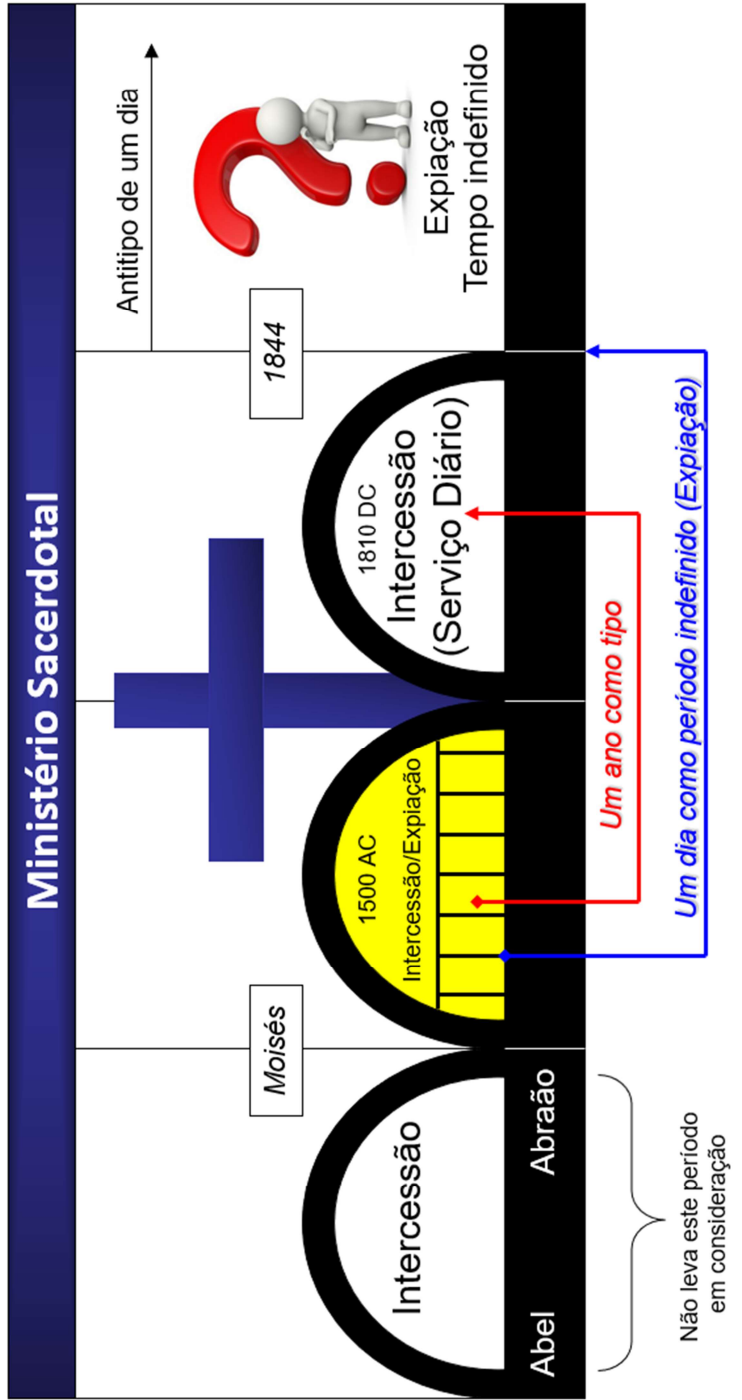 Ministério Sacerdotal
Antitipo de um dia
Moisés
1844
Intercessão
1500 AC
Intercessão/Expiação
1810 DC
Intercessão
(Serviço Diário)
Expiação
Tempo indefinido
Abel
Abraão
Não leva este período
em consideração
Um ano como tipo
Um dia como período indefinido (Expiação)